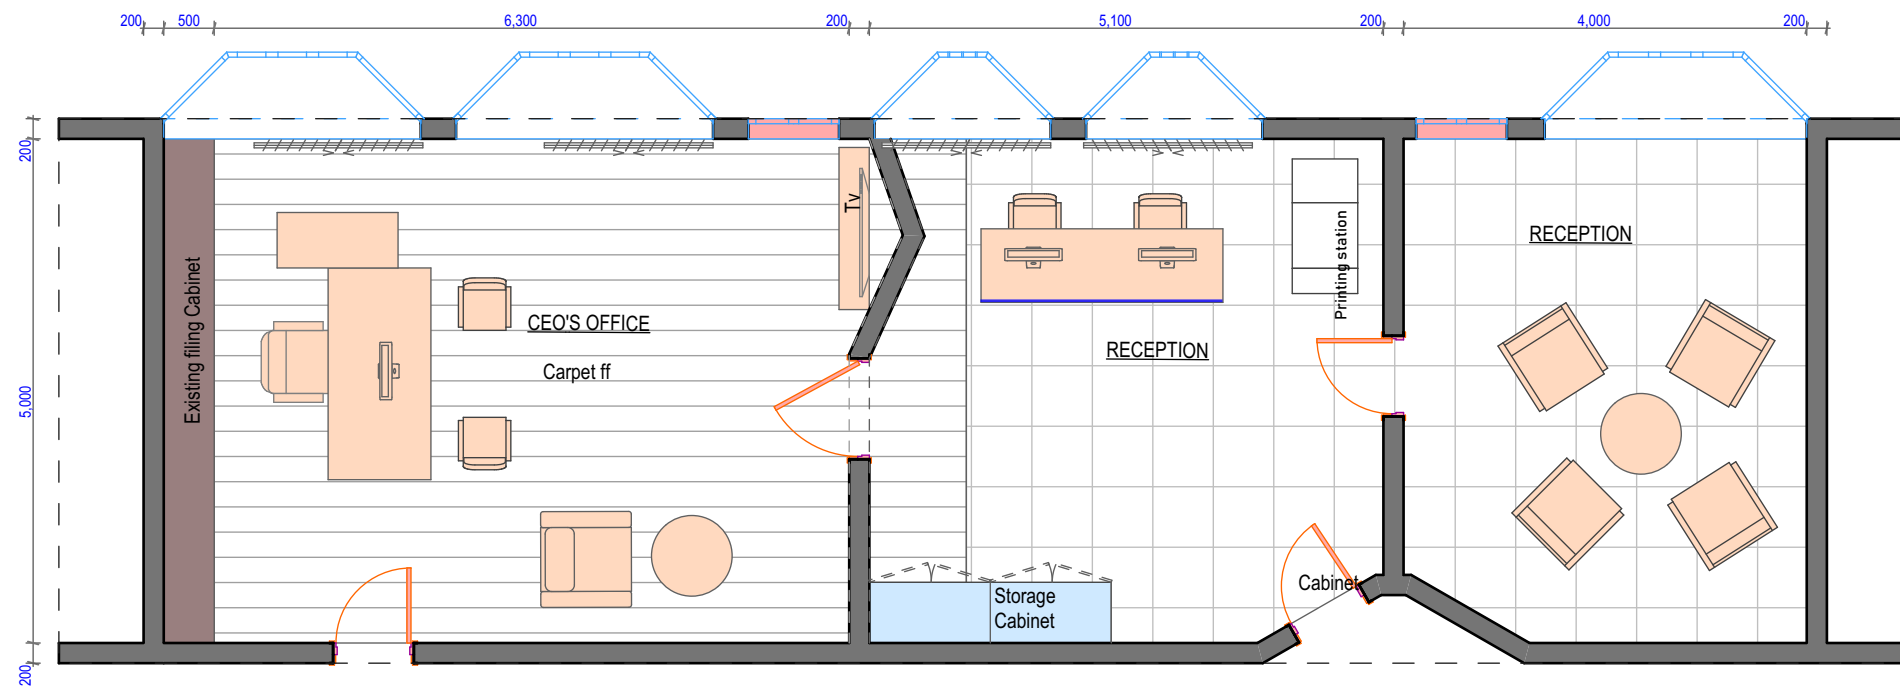 200 500 6,300 200 5,100 200 4,000 200
200
Tv
RECEPTION
Existing filing Cabinet
Printing station
CEO'S OFFICE
RECEPTION
Carpet ff
5,000
Cabinet
Storage
Cabinet
200